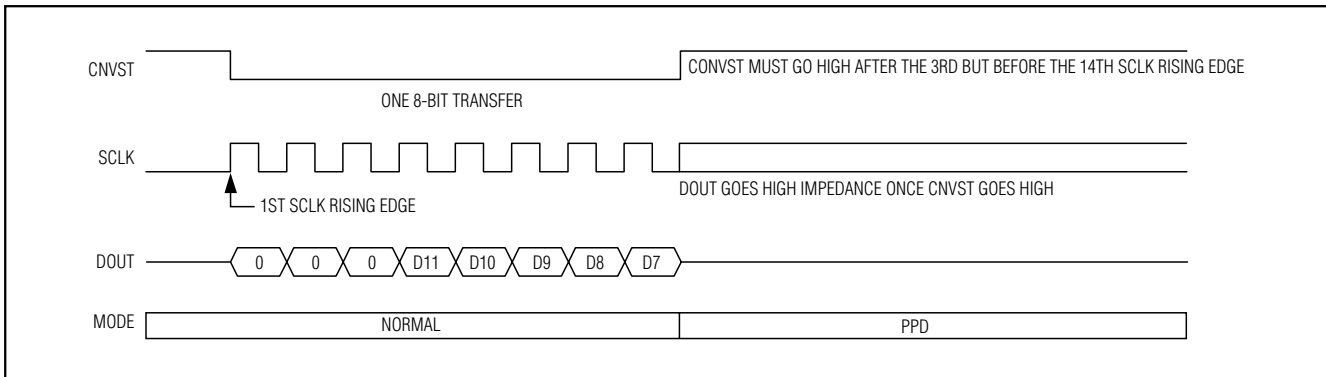 CNVST
CONVST MUST GO HIGH AFTER THE 3RD BUT BEFORE THE 14TH SCLK RISING EDGE
ONE 8-BIT TRANSFER
SCLK
DOUT GOES HIGH IMPEDANCE ONCE CNVST GOES HIGH
1ST SCLK RISING EDGE
DOUT
0 0 0 D11 D10 D9 D8 D7
MODE
NORMAL
PPD